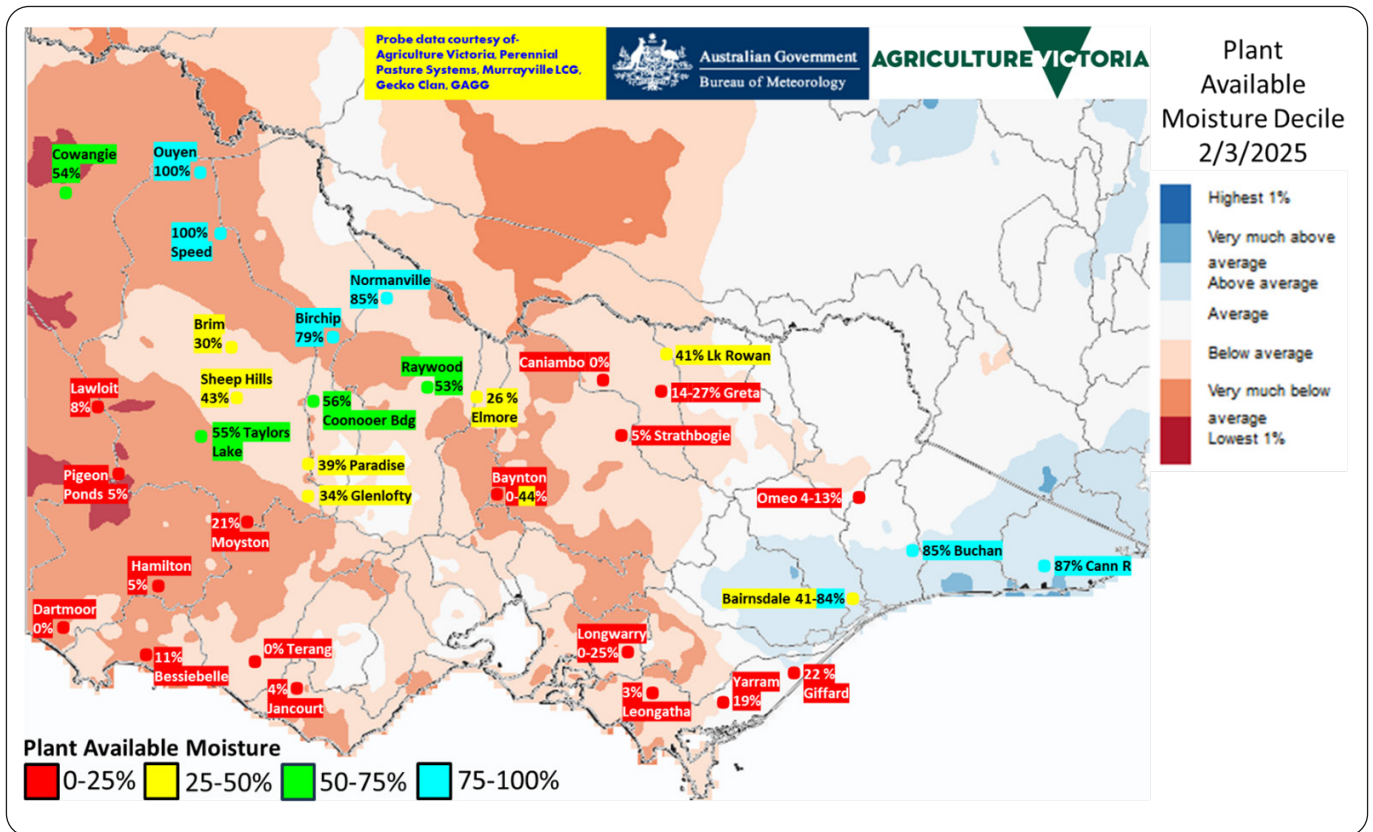 Probe data courtesy of-
Agriculture Victoria, Perennial
Pasture Systems, Murrayville LCG,
Gecko Clan, GAGG
Australian Government
Bureau of Meteorology
AGRICULTURE VICTORIA
Plant
Available
Moisture Decile
2/3/2025
Highest 1%
Very much above
average
Above average
Average
Below average
Very much below
average
Lowest 1%
Cowangie
54%
Ouyen
100%
100%
Speed
Normanville
85%
Birchip
79%
Brim
30%
Sheep Hills
43%
Lawloit
8%
55% Taylors
Lake
56%
Coonooer Bdg
Raywood
53%
26 %
Elmore
Caniambo 0%
41% Lk Rowan
14-27% Greta
5% Strathbogie
Pigeon
Ponds 5%
39% Paradise
34% Glenlofty
Baynton
0-44%
Omeo 4-13%
21%
Moyston
85% Buchan
87% Cann R
Hamilton
5%
Bairnsdale 41-84%
Dartmoor
0%
11%
Bessiebelle
0% Terang
4%
Jancourt
Longwarry
0-25%
3%
Leongatha
Yarram
19%
22 %
Giffard
Plant Available Moisture
0-25%
25-50%
50-75%
75-100%